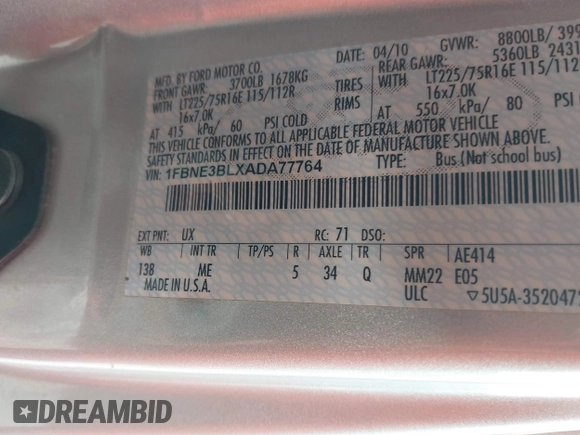 MFD. BY FORD MOTOR CO.
DATE: 04/10 GVWR: 8800LB/ 399
FRONT GAWR: 3700LB 1678KG REAR GAWR: 5360LB 2431
WITH LT225/75R16E 115/112R TIRES WITH LT225/75R16E 115/112
16x7.0K RIMS 16x7.0K
AT 415 kPa/ 60 PSI COLD AT 550 kPa/ 80 PSI
THIS VEHICLE CONFORMS TO ALL APPLICABLE FEDERAL MOTOR VEHICLE
SAFETY STANDARDS IN EFFECT ON THE DATE OF MANUFACTURE SHOWN ABOVE.
VIN: 1FBNE3BLXADA77764 TYPE: Bus (Not school Bus)
EXT PNT: UX RC: 71 DSO:
WB INT TR TP/PS R AXLE TR SPR AE414
138 ME 5 34 Q MM22 E05
MADE IN U.S.A. ULC ▽5U5A-3520472
DREAMBID